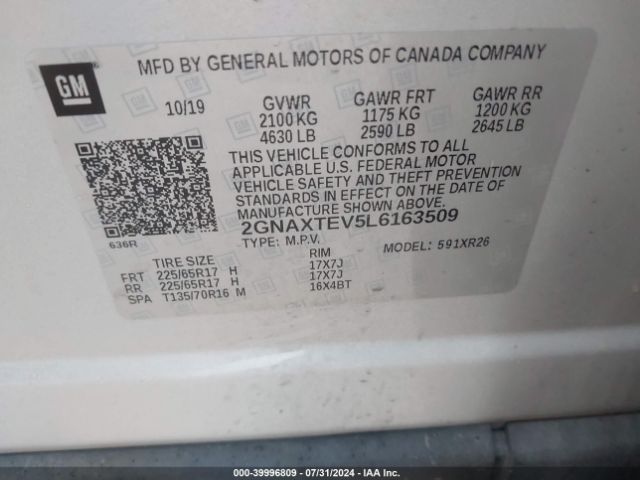 GM
MFD BY GENERAL MOTORS OF CANADA COMPANY
10/19 GVWR GAWR FRT GAWR RR
2100 KG 1175 KG 1200 KG
4630 LB 2590 LB 2645 LB
THIS VEHICLE CONFORMS TO ALL
APPLICABLE U.S. FEDERAL MOTOR
VEHICLE SAFETY AND THEFT PREVENTION
STANDARDS IN EFFECT ON THE DATE OF
MANUFACTURE SHOWN ABOVE.
636R
2GNAXTEV5L6163509
TYPE: M.P.V. MODEL: 591XR26
TIRE SIZE RIM
FRT 225/65R17 H 17X7J
RR 225/65R17 H 17X7J
SPA T135/70R16 M 16X4BT
000-39996809 - 07/31/2024 - IAA Inc.